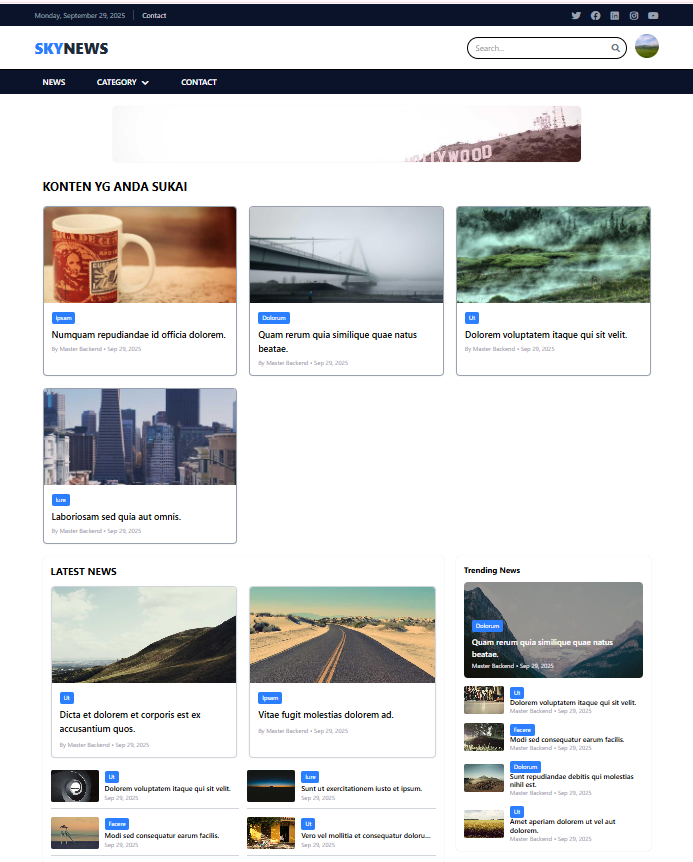 Monday, September 29, 2025
Contact
SKYNEWS
Search...
NEWS
CATEGORY
CONTACT
HOLLYWOOD
KONTEN YG ANDA SUKAI
Ipsam
Numquam repudiandae id officia dolorem.
By Master Backend • Sep 29, 2025
Dolorum
Quam rerum quia similique quae natus
beatae.
By Master Backend • Sep 29, 2025
Ut
Dolorem voluptatem itaque qui sit velit.
By Master Backend • Sep 29, 2025
Iure
Laboriosam sed quia aut omnis.
By Master Backend • Sep 29, 2025
LATEST NEWS
Ut
Dicta et dolorem et corporis est ex
accusantium quos.
By Master Backend • Sep 29, 2025
Ipsam
Vitae fugit molestias dolorem ad.
By Master Backend • Sep 29, 2025
Ut
Dolorem voluptatem itaque qui sit velit.
Sep 29, 2025
Iure
Sunt ut exercitationem iusto et ipsum.
Sep 29, 2025
Facere
Modi sed consequatur earum facilis.
Sep 29, 2025
Ut
Vero vel mollitia et consequatur doloru...
Sep 29, 2025
Trending News
Dolorum
Quam rerum quia similique quae natus
beatae.
Master Backend • Sep 29, 2025
Ut
Dolorem voluptatem itaque qui sit velit.
Master Backend • Sep 29, 2025
Facere
Modi sed consequatur earum facilis.
Master Backend • Sep 29, 2025
Dolorum
Sunt repudiandae debitis qui molestias
nihil est.
Master Backend • Sep 29, 2025
Ut
Amet aperiam dolorem ut vel aut
dolorem.
Master Backend • Sep 29, 2025